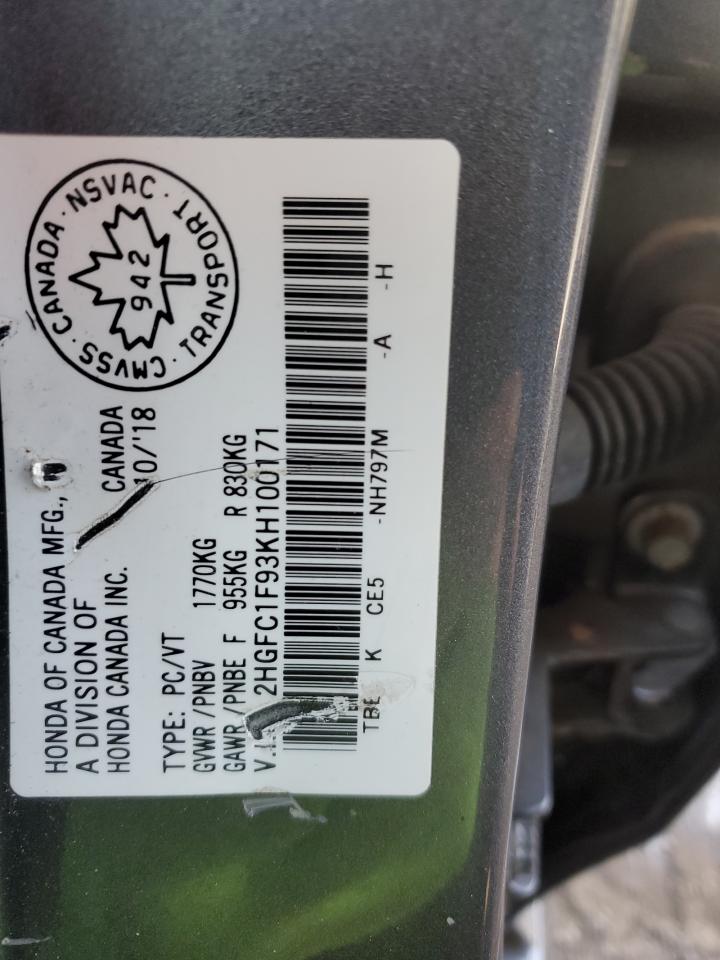 HONDA OF CANADA MFG.,
A DIVISION OF
HONDA CANADA INC.
CANADA
10/'18
CMVSS · CANADA · NSVAC · TRANSPORT
942
TYPE: PC/VT
GVWR /PNBV 1770KG
GAWR /PNBE F 955KG R 830KG
2HGFC1F93KH100171
TBE K CE5 -NH797M -A -H